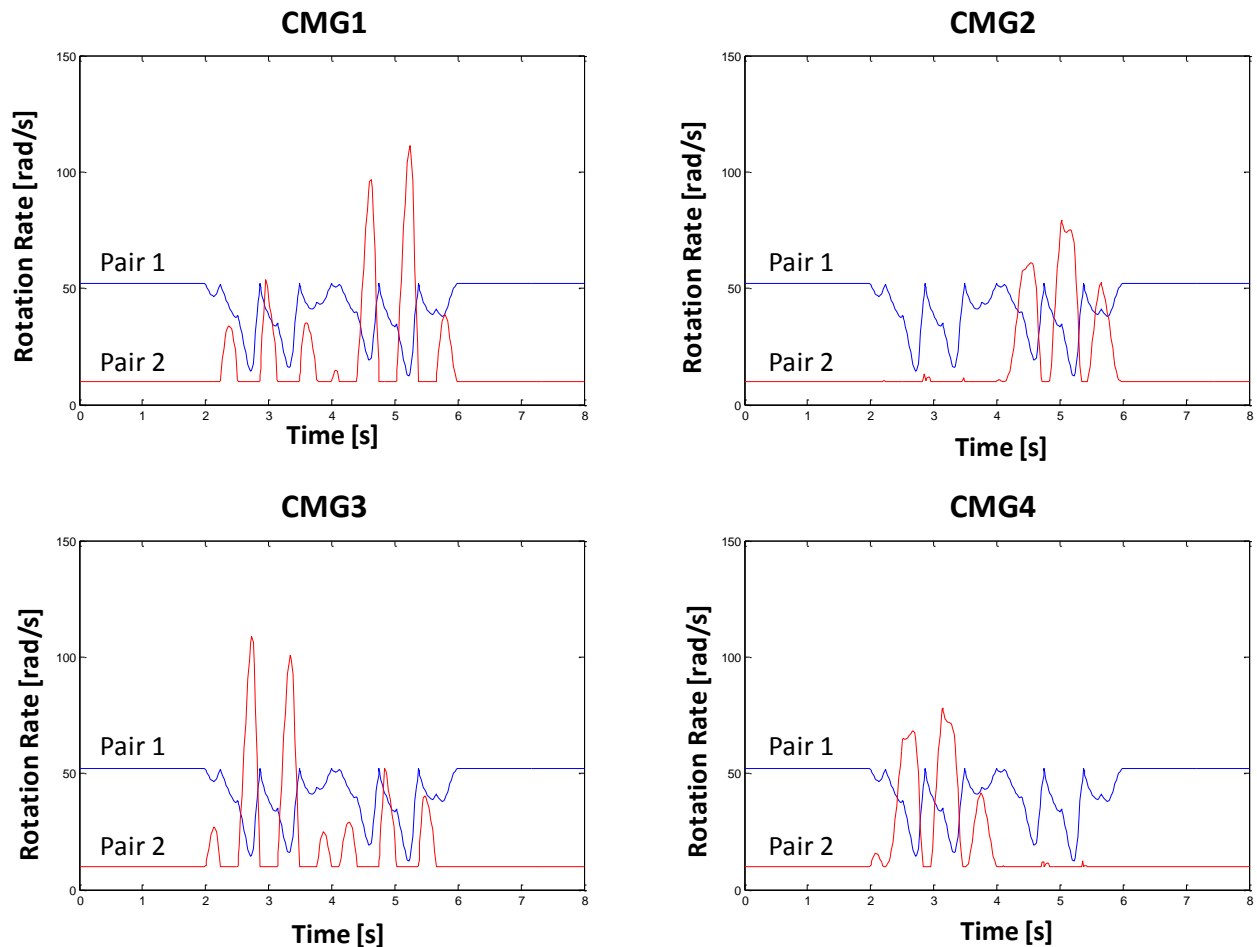 CMG1
150
100
50
0
Rotation Rate [rad/s]
Pair 1
Pair 2
0 1 2 3 4 5 6 7 8
Time [s]
CMG2
150
100
50
0
Rotation Rate [rad/s]
Pair 1
Pair 2
0 1 2 3 4 5 6 7 8
Time [s]
CMG3
150
100
50
0
Rotation Rate [rad/s]
Pair 1
Pair 2
0 1 2 3 4 5 6 7 8
Time [s]
CMG4
150
100
50
0
Rotation Rate [rad/s]
Pair 1
Pair 2
0 1 2 3 4 5 6 7 8
Time [s]